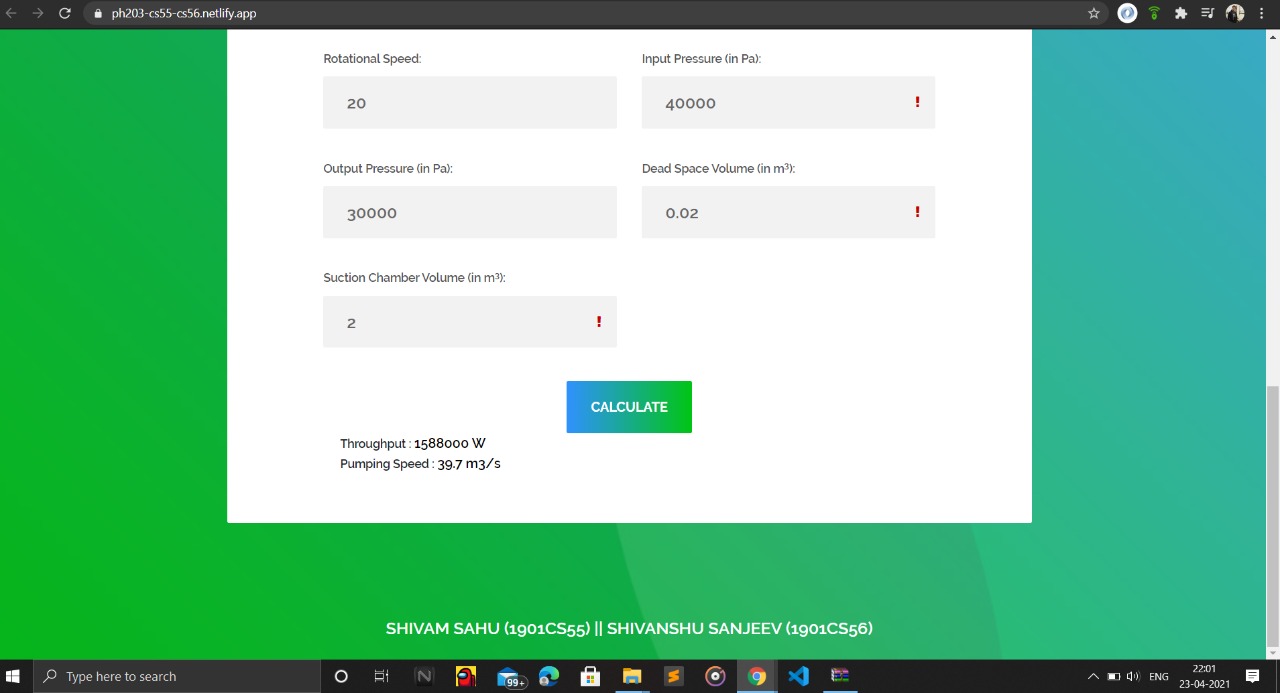 ph203-cs55-cs56.netlify.app
Rotational Speed: Input Pressure (in Pa):
20 40000 !
Output Pressure (in Pa): Dead Space Volume (in m³):
30000 0.02 !
Suction Chamber Volume (in m³):
2 !
CALCULATE
Throughput : 1588000 W
Pumping Speed : 39.7 m3/s
SHIVAM SAHU (1901CS55) || SHIVANSHU SANJEEV (1901CS56)
Type here to search N 99+ S ENG 22:01
23-04-2021